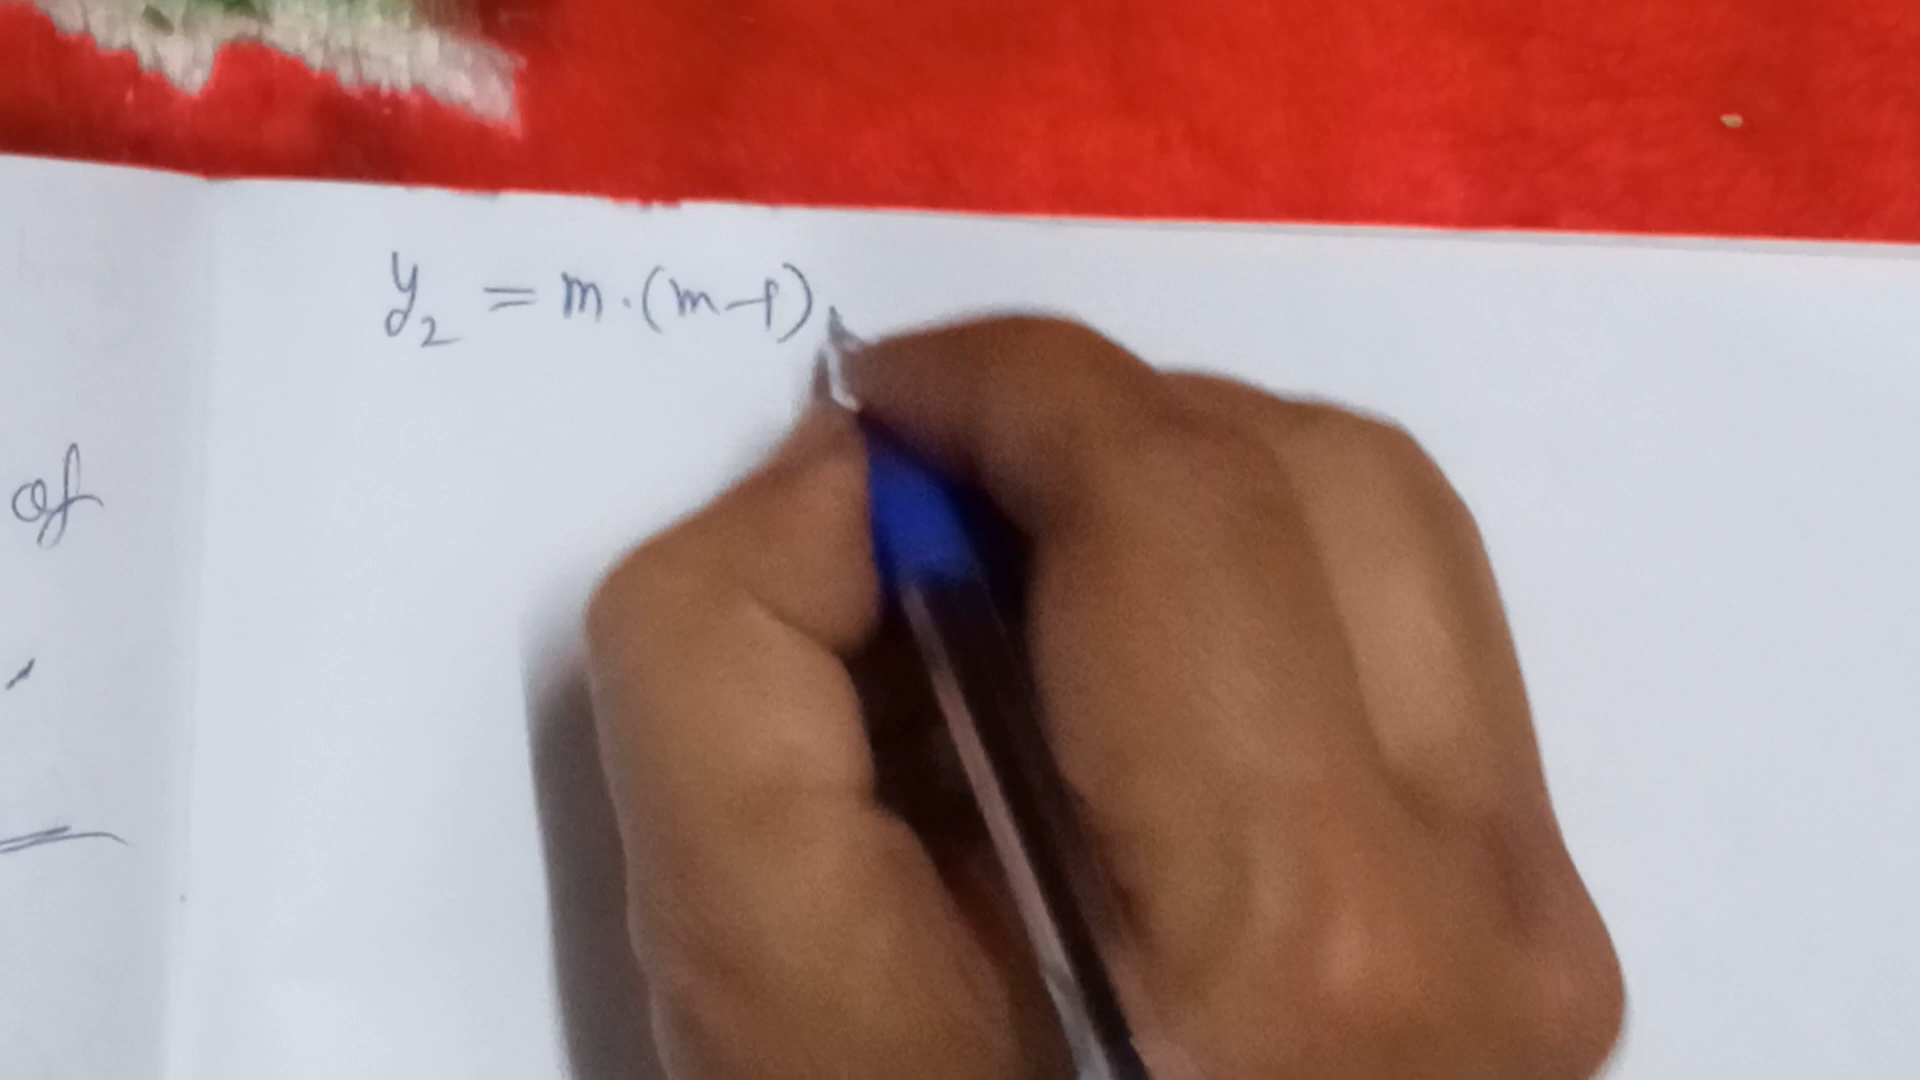 y₂ = m.(m-1)
of